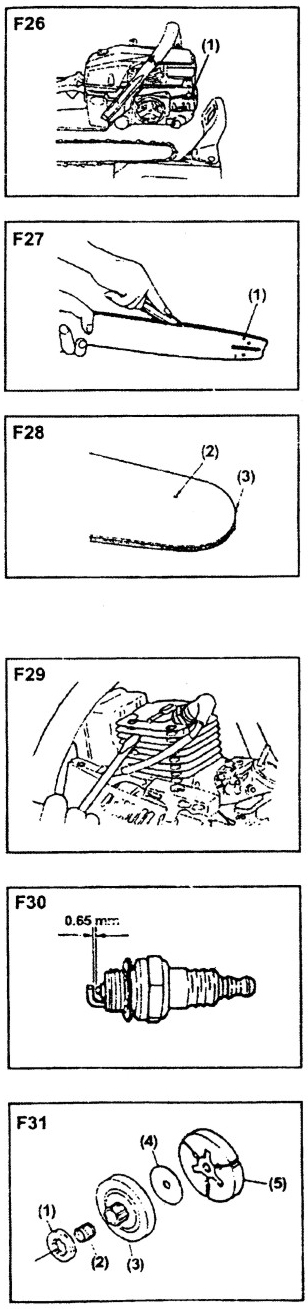 F26
(1)
F27
(1)
F28
(2)
(3)
F29
F30
0.65 mm
F31
(4)
(5)
(1)
(2)
(3)